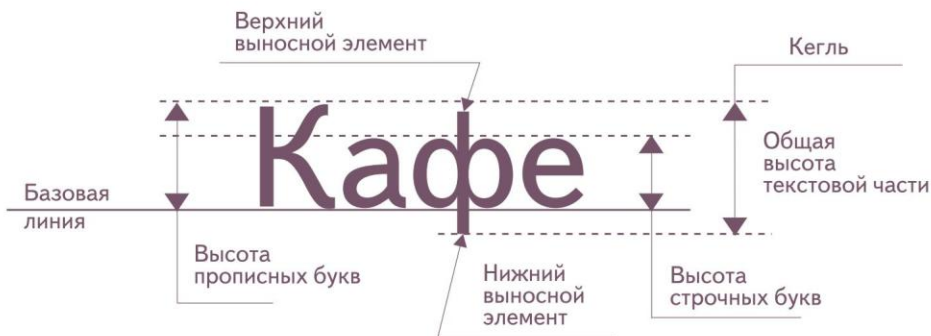 Верхний
выносной элемент
Кегль
Кафе
Общая
высота
текстовой части
Базовая
линия
Высота
прописных букв
Нижний
выносной
элемент
Высота
строчных букв